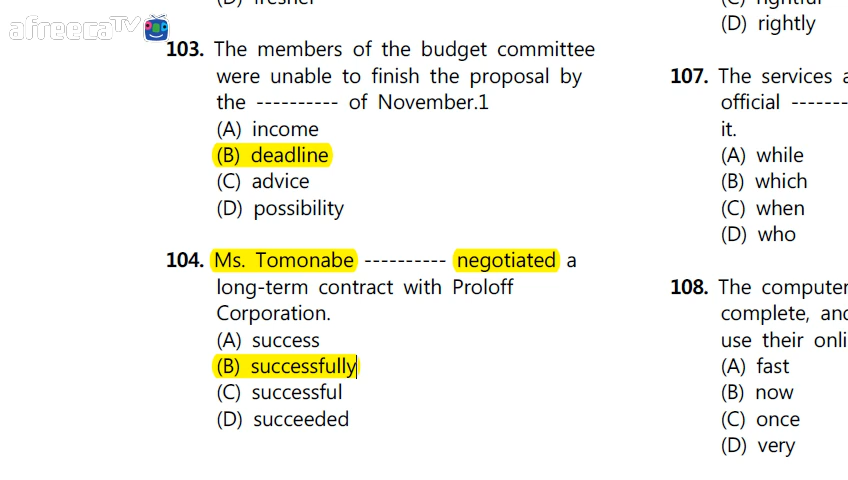 afreecaTV
(D) fresher
103. The members of the budget committee
were unable to finish the proposal by
the ---------- of November.1
(A) income
(B) deadline
(C) advice
(D) possibility
104. Ms. Tomonabe ---------- negotiated a
long-term contract with Proloff
Corporation.
(A) success
(B) successfully
(C) successful
(D) succeeded
(C) rightful
(D) rightly
107. The services a
official -------
it.
(A) while
(B) which
(C) when
(D) who
108. The computer
complete, and
use their onli
(A) fast
(B) now
(C) once
(D) very